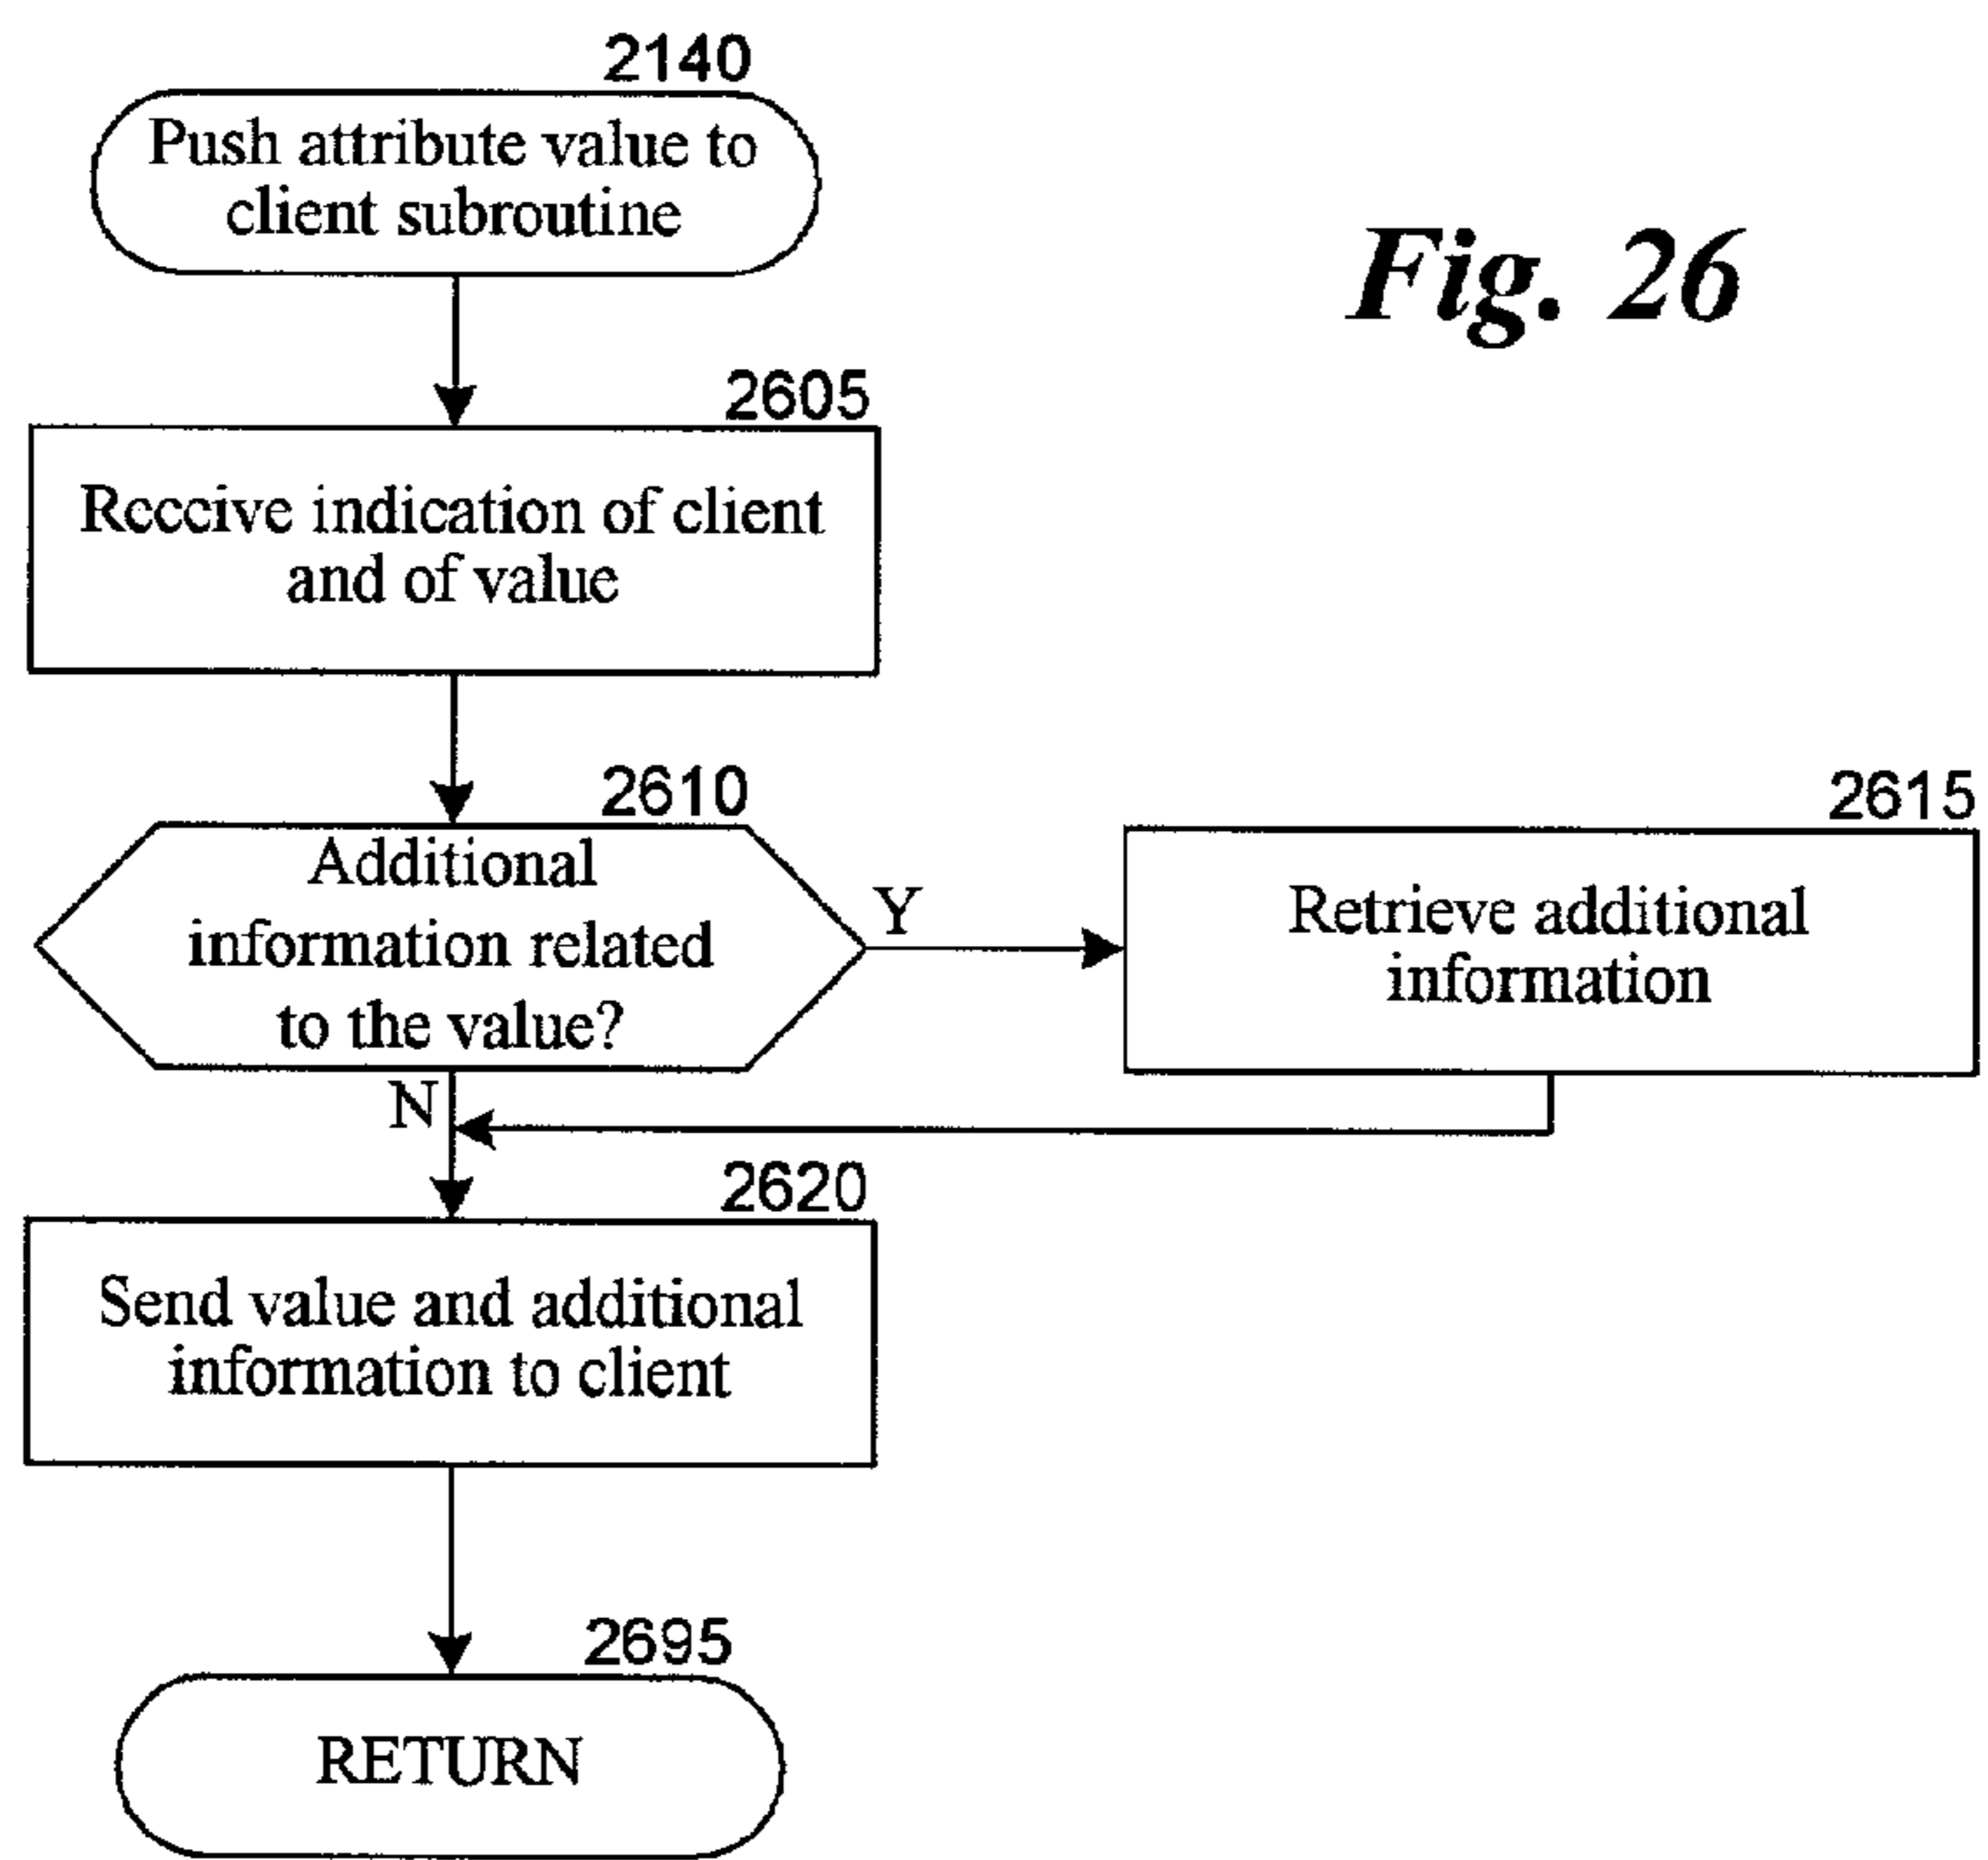 2140
Push attribute value to
client subroutine
Fig. 26
2605
Receive indication of client
and of value
2610
Additional
information related
to the value?
Y
2615
Retrieve additional
information
N
2620
Send value and additional
information to client
2695
RETURN